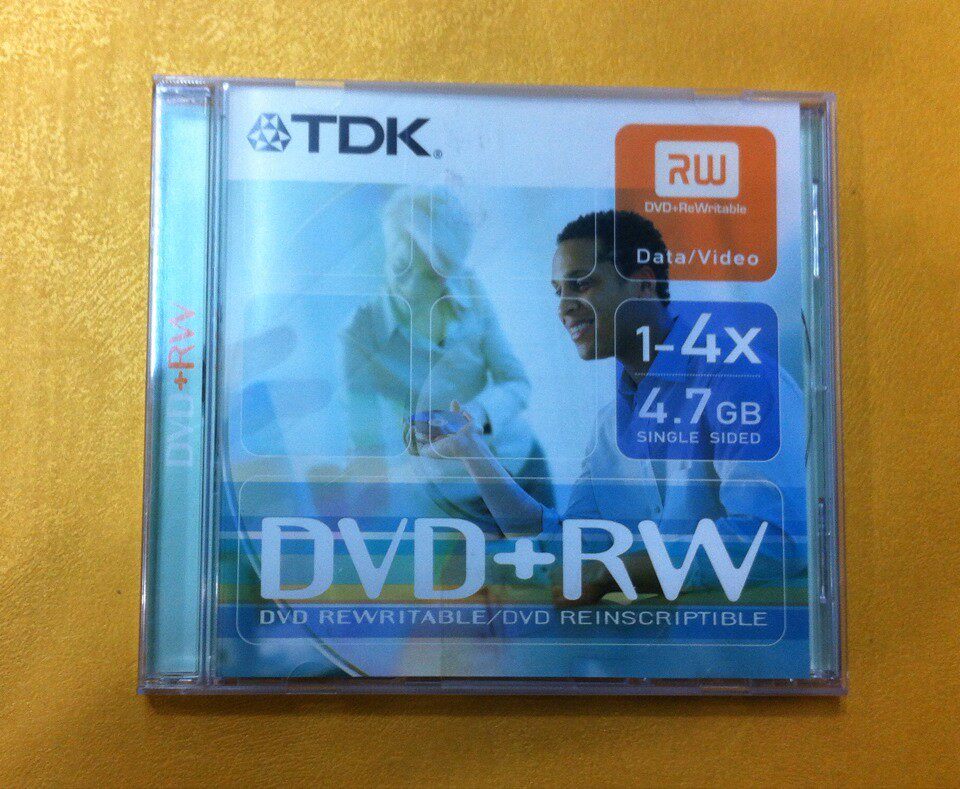 TDK®
RW
DVD+ReWritable
Data/Video
1-4x
4.7GB
SINGLE SIDED
DVD+RW
DVD REWRITABLE/DVD REINSCRIPTIBLE
DVD+RW